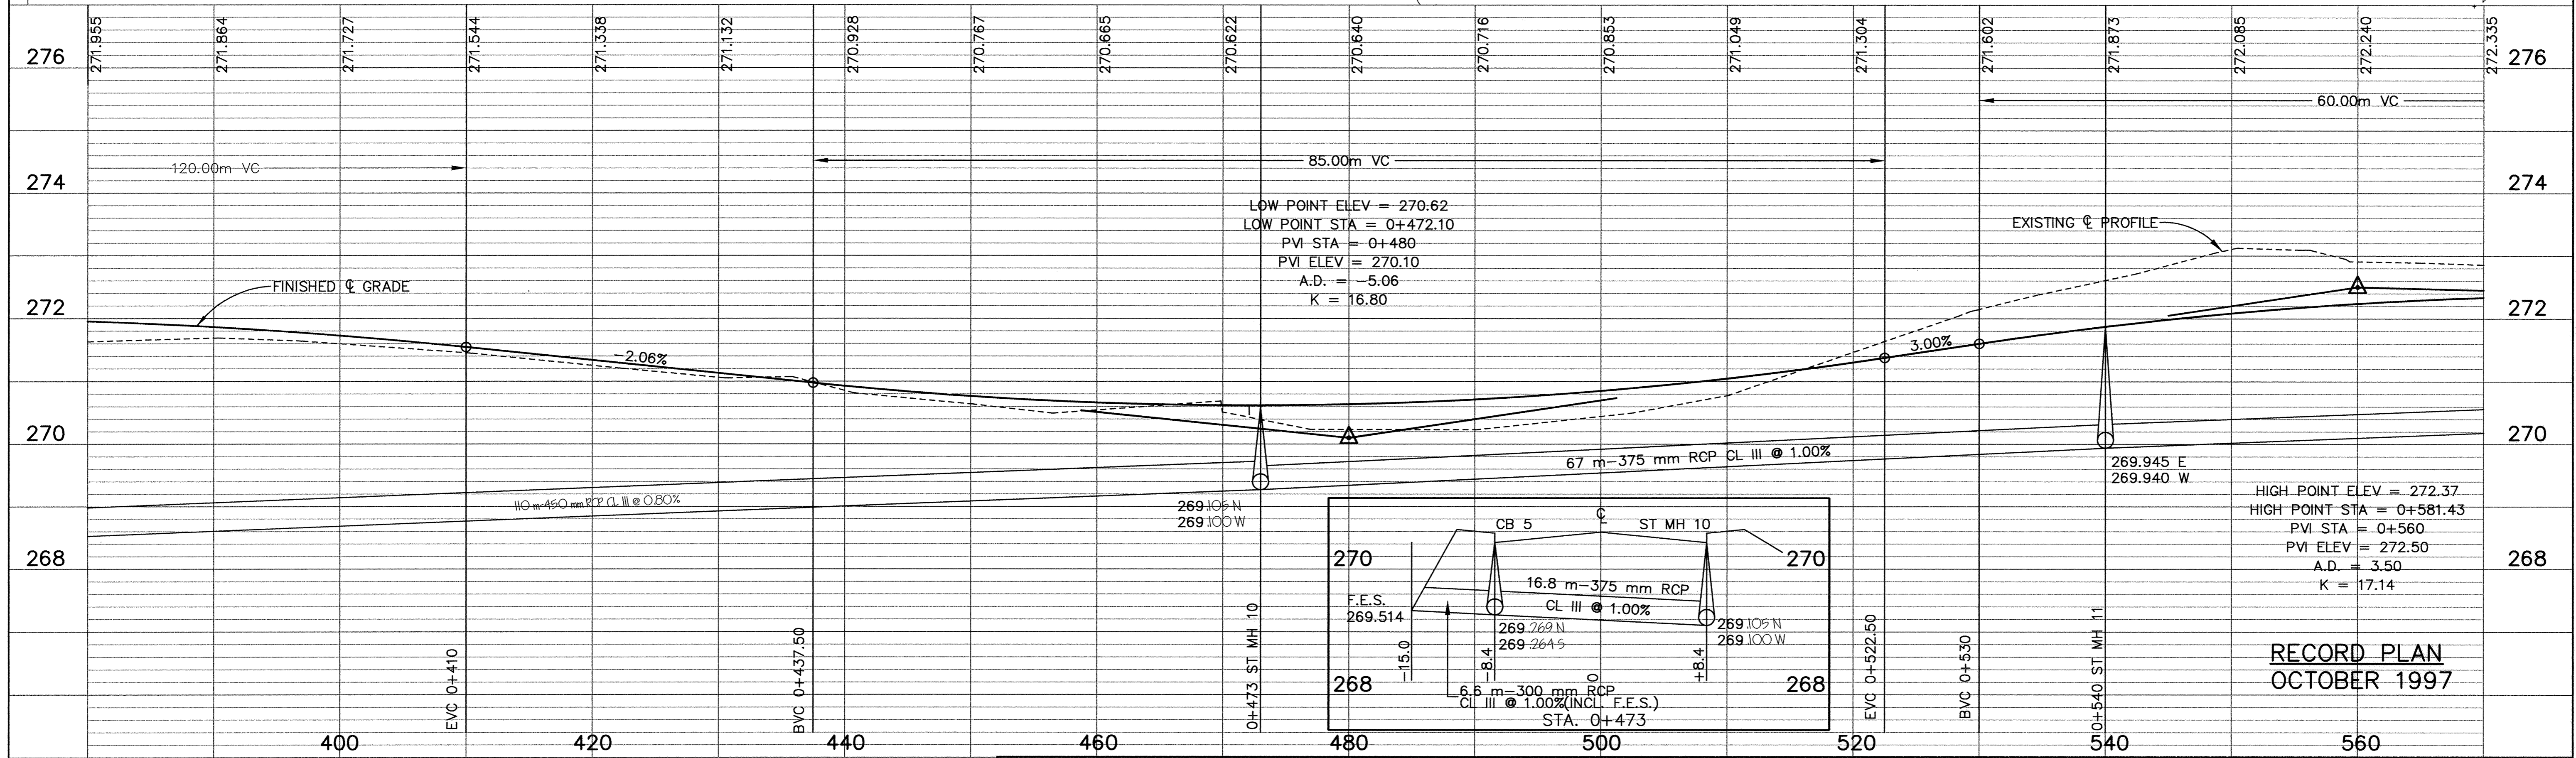 271.955
271.864
271.727
271.544
271.338
271.132
270.928
270.767
270.665
270.622
270.640
270.716
270.853
271.049
271.304
271.602
271.873
272.085
272.240
272.335
276
276
274
274
272
272
270
270
268
268
120.00m VC
85.00m VC
60.00m VC
LOW POINT ELEV = 270.62
LOW POINT STA = 0+472.10
PVI STA = 0+480
PVI ELEV = 270.10
A.D. = -5.06
K = 16.80
EXISTING ℄ PROFILE
FINISHED ℄ GRADE
-2.06%
3.00%
67 m-375 mm RCP CL III @ 1.00%
110 m-450 mm RCP CL III @ 0.80%
269.105 N
269.100 W
269.945 E
269.940 W
HIGH POINT ELEV = 272.37
HIGH POINT STA = 0+581.43
PVI STA = 0+560
PVI ELEV = 272.50
A.D. = 3.50
K = 17.14
℄
CB 5
ST MH 10
270
270
16.8 m-375 mm RCP
CL III @ 1.00%
F.E.S.
269.514
269.269 N
269.264 S
269.105 N
269.100 W
-15.0
-8.4
0
+8.4
268
268
6.6 m-300 mm RCP
CL III @ 1.00%(INCL. F.E.S.)
STA. 0+473
EVC 0+410
BVC 0+437.50
0+473 ST MH 10
EVC 0+522.50
BVC 0+530
0+540 ST MH 11
RECORD PLAN
OCTOBER 1997
400
420
440
460
480
500
520
540
560